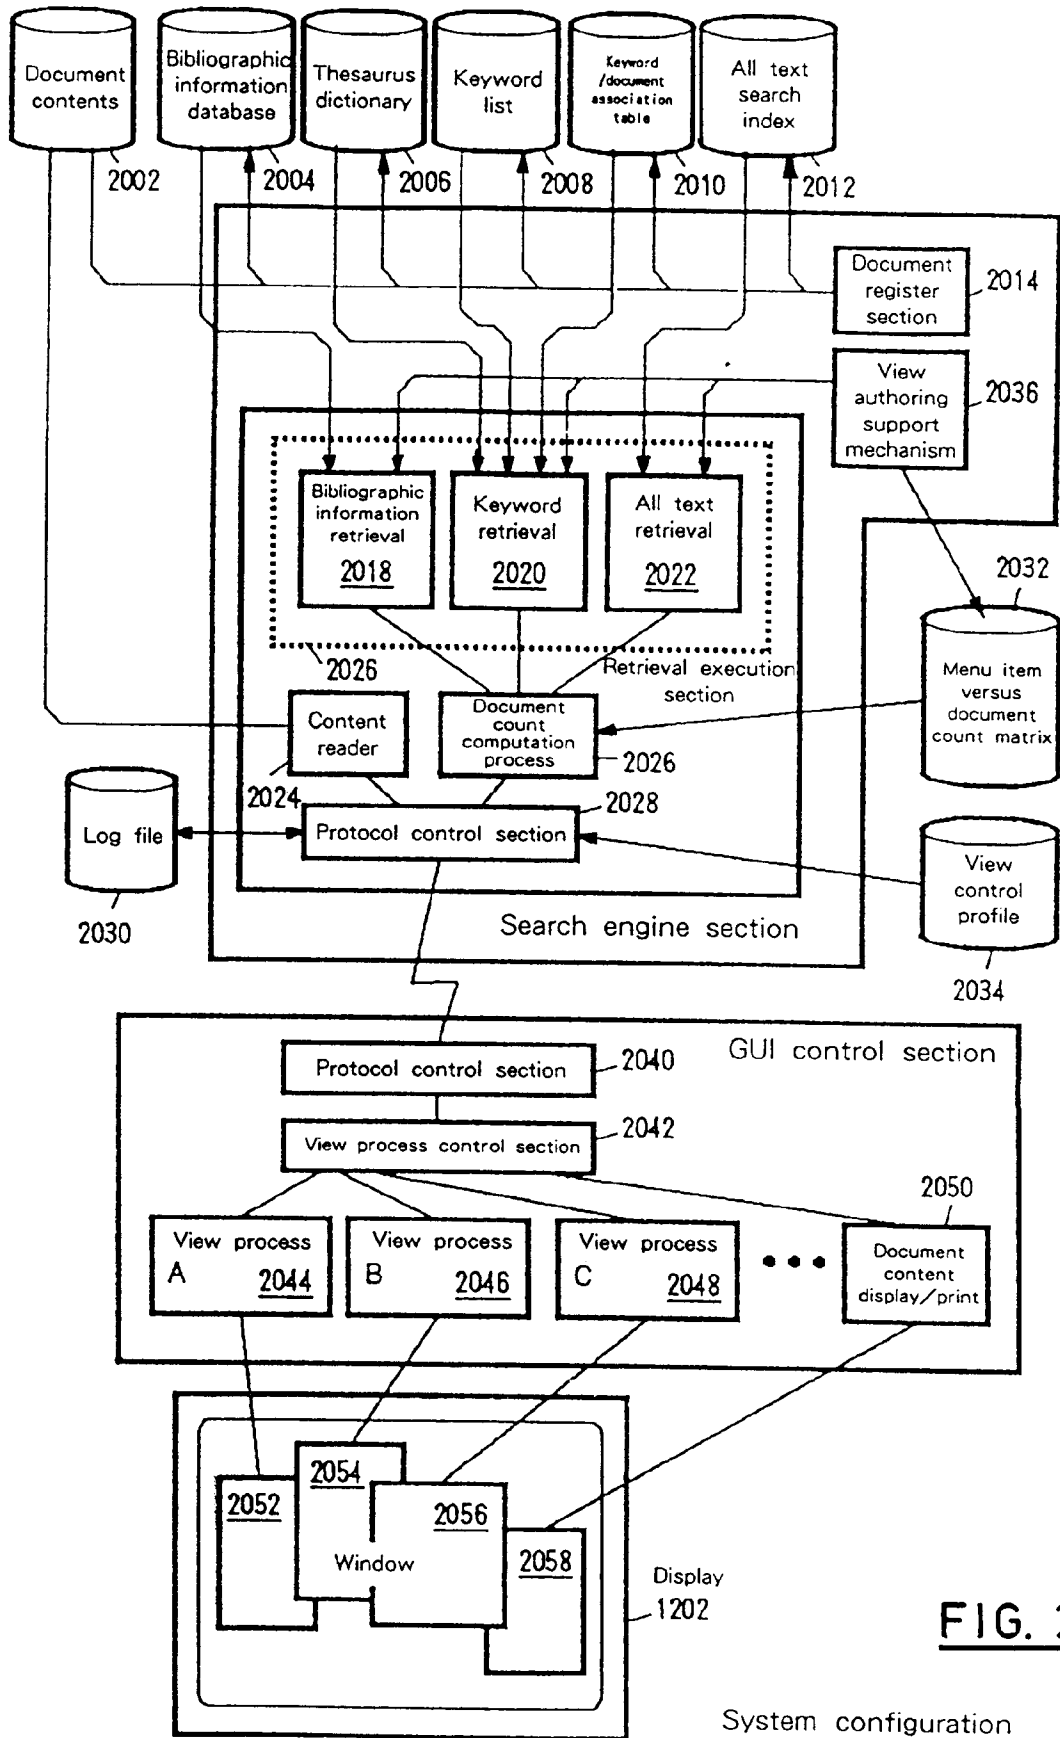 Document
contents
2002
Bibliographic
information
database
2004
Thesaurus
dictionary
2006
Keyword
list
2008
Keyword
/document
association
table
2010
All text
search
index
2012
Document
register
section
2014
View
authoring
support
mechanism
2036
Bibliographic
information
retrieval
2018
Keyword
retrieval
2020
All text
retrieval
2022
2026
Retrieval execution
section
2032
Menu item
versus
document
count matrix
Content
reader
2024
Document
count
computation
process
2026
2028
Log file
2030
Protocol control section
View
control
profile
2034
Search engine section
GUI control section
Protocol control section
2040
View process control section
2042
View process
A
2044
View process
B
2046
View process
C
2048
• • •
2050
Document
content
display/print
2052
2054
2056
2058
Window
Display
1202
FIG.
System configuration